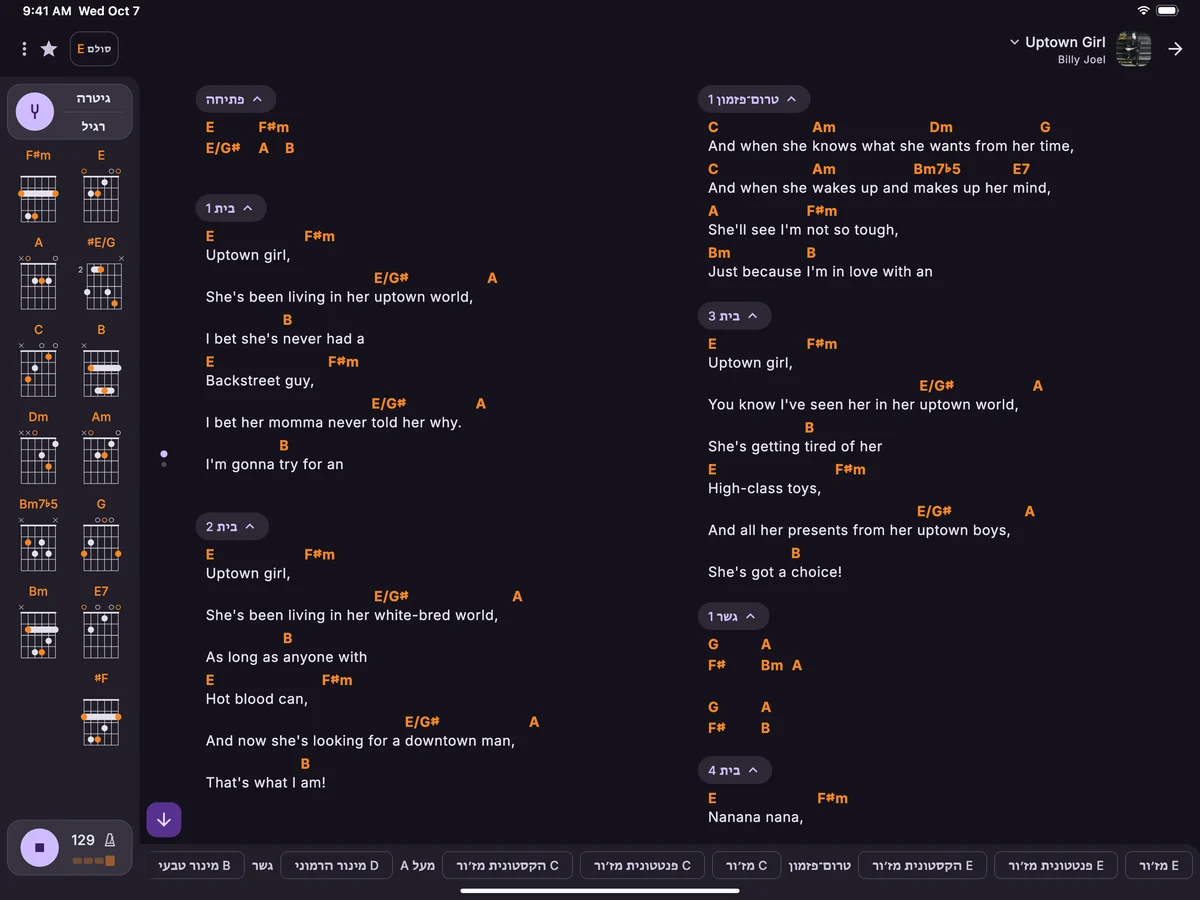 9:41 AM Wed Oct 7
סולם E
Uptown Girl
Billy Joel
גיטרה
רגיל
F#m E
A #E/G
2
C B
Dm Am
Bm7♭5 G
Bm E7
#F
129
פתיחה
E F#m
E/G# A B
בית 1
E F#m
Uptown girl,
E/G# A
She's been living in her uptown world,
B
I bet she's never had a
E F#m
Backstreet guy,
E/G# A
I bet her momma never told her why.
B
I'm gonna try for an
בית 2
E F#m
Uptown girl,
E/G# A
She's been living in her white-bred world,
B
As long as anyone with
E F#m
Hot blood can,
E/G# A
And now she's looking for a downtown man,
B
That's what I am!
טרום־פזמון 1
C Am Dm G
And when she knows what she wants from her time,
C Am Bm7♭5 E7
And when she wakes up and makes up her mind,
A F#m
She'll see I'm not so tough,
Bm B
Just because I'm in love with an
בית 3
E F#m
Uptown girl,
E/G# A
You know I've seen her in her uptown world,
B
She's getting tired of her
E F#m
High-class toys,
E/G# A
And all her presents from her uptown boys,
B
She's got a choice!
גשר 1
G A
F# Bm A
G A
F# B
בית 4
E F#m
Nanana nana,
E מז׳ור
E פנטטונית מז׳ור
E הקסטונית מז׳ור
טרום־פזמון
C מז׳ור
C פנטטונית מז׳ור
C הקסטונית מז׳ור
מעל A
D מינור הרמוני
גשר
B מינור טבעי